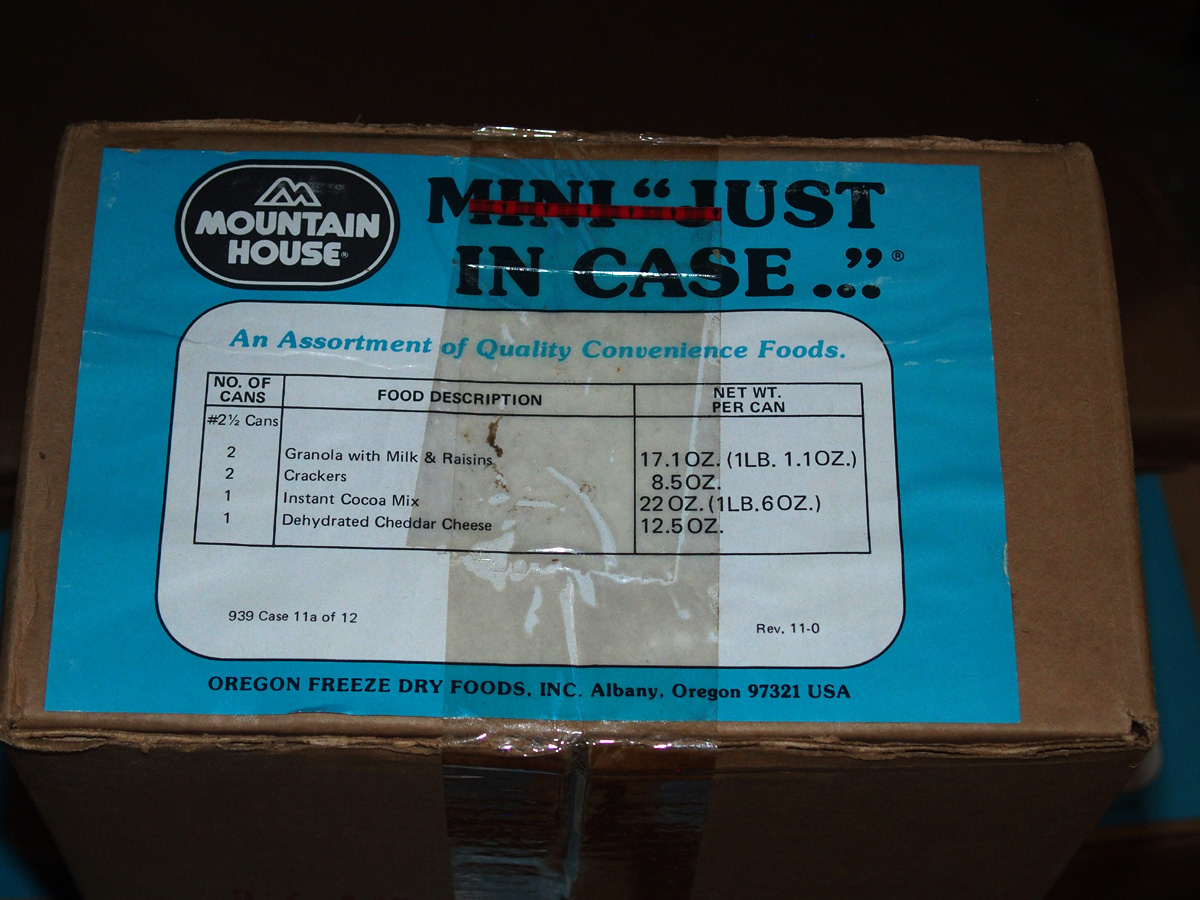 MOUNTAIN
HOUSE®
MINI “JUST
IN CASE...”®
An Assortment of Quality Convenience Foods.
NO. OF CANS FOOD DESCRIPTION NET WT. PER CAN
#2½ Cans
2 Granola with Milk & Raisins 17.1 OZ. (1LB. 1.1OZ.)
2 Crackers 8.5 OZ.
1 Instant Cocoa Mix 22 OZ. (1LB.6OZ.)
1 Dehydrated Cheddar Cheese 12.5 OZ.
939 Case 11a of 12 Rev. 11-0
OREGON FREEZE DRY FOODS, INC. Albany, Oregon 97321 USA